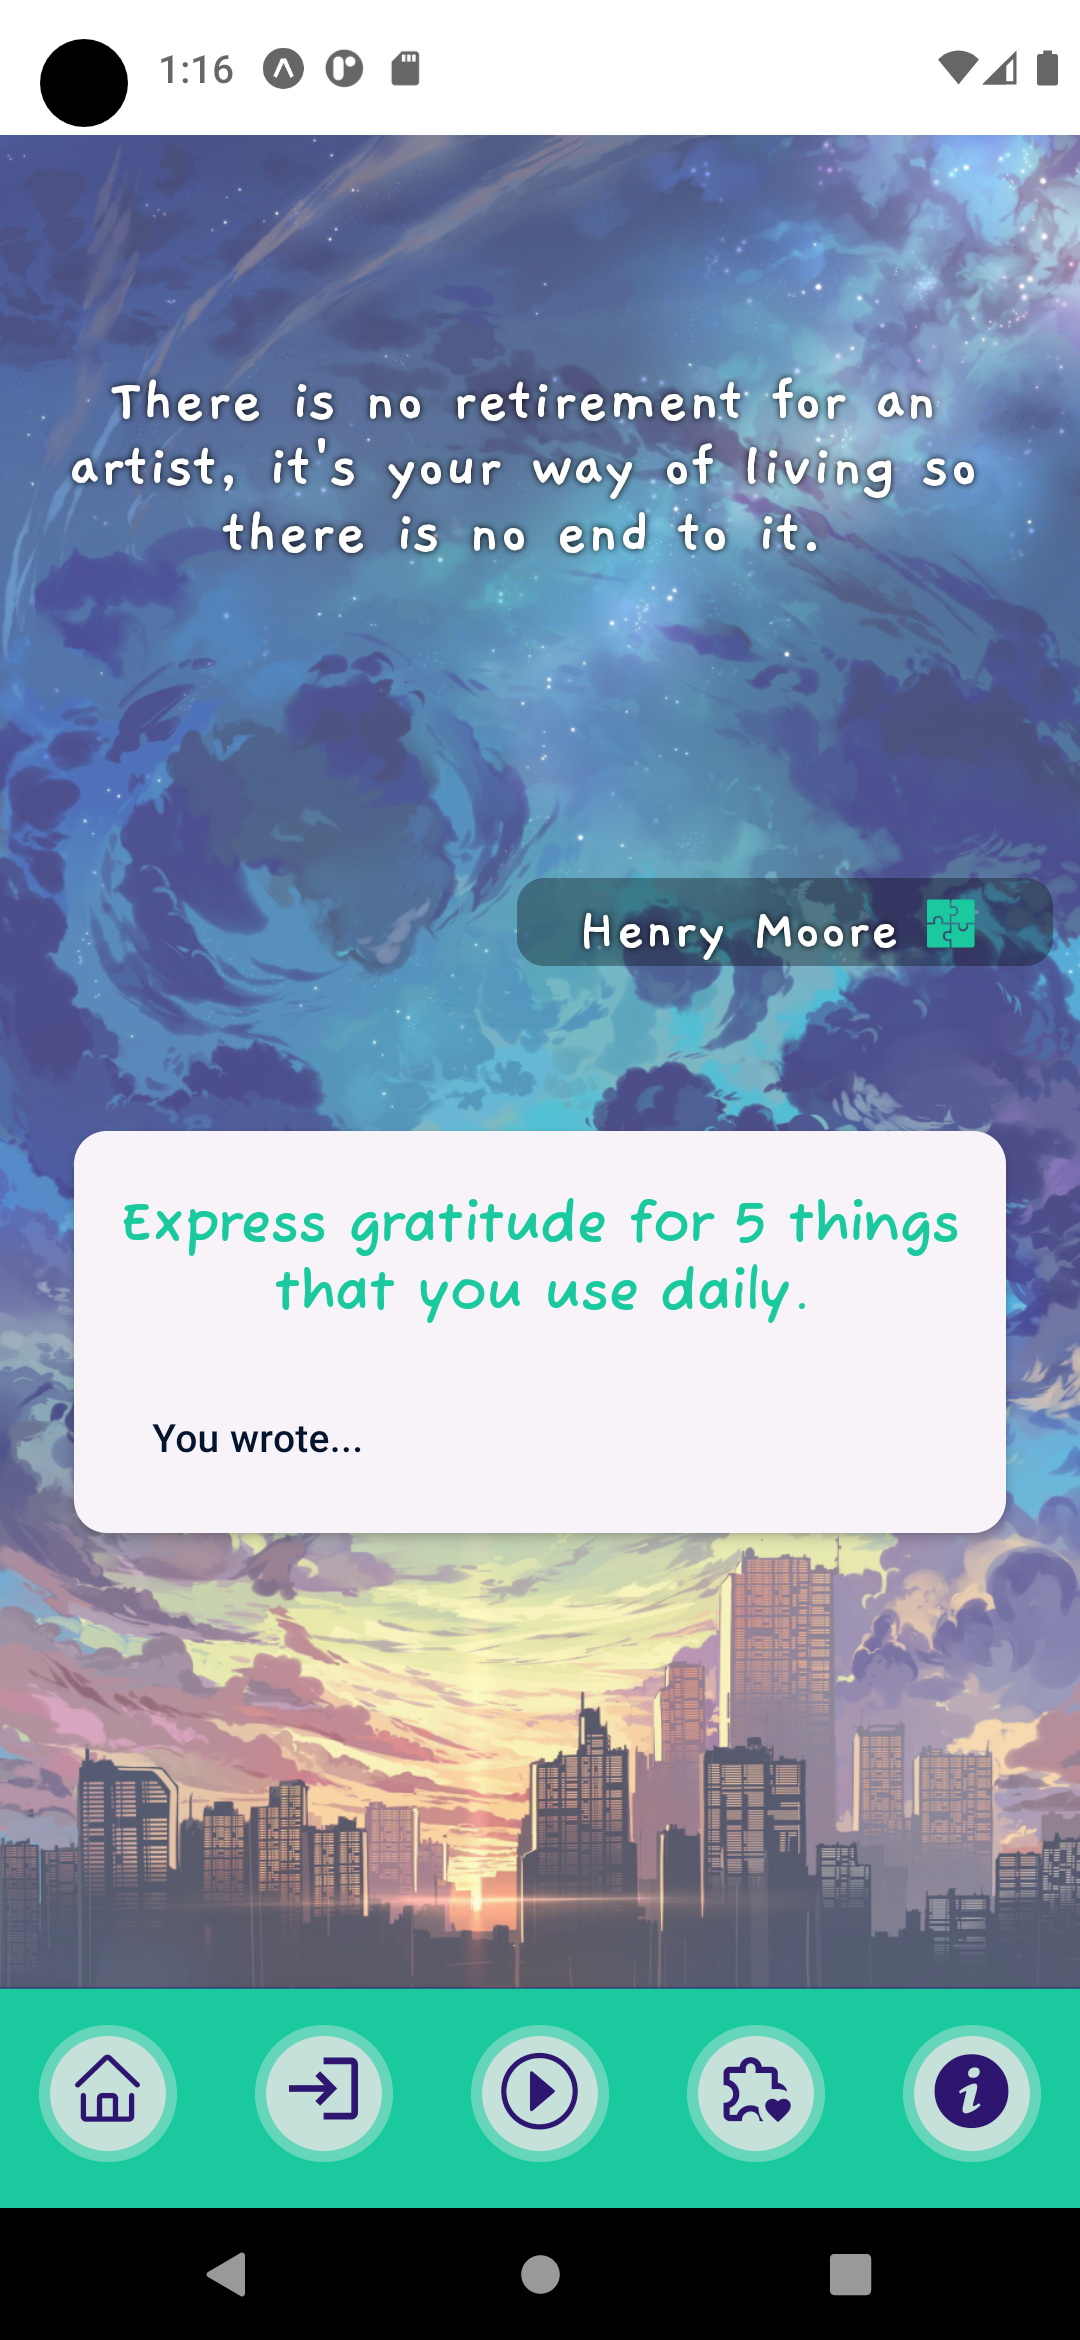 1:16
There is no retirement for an
artist, it's your way of living so
there is no end to it.
Henry Moore
Express gratitude for 5 things
that you use daily.
You wrote...